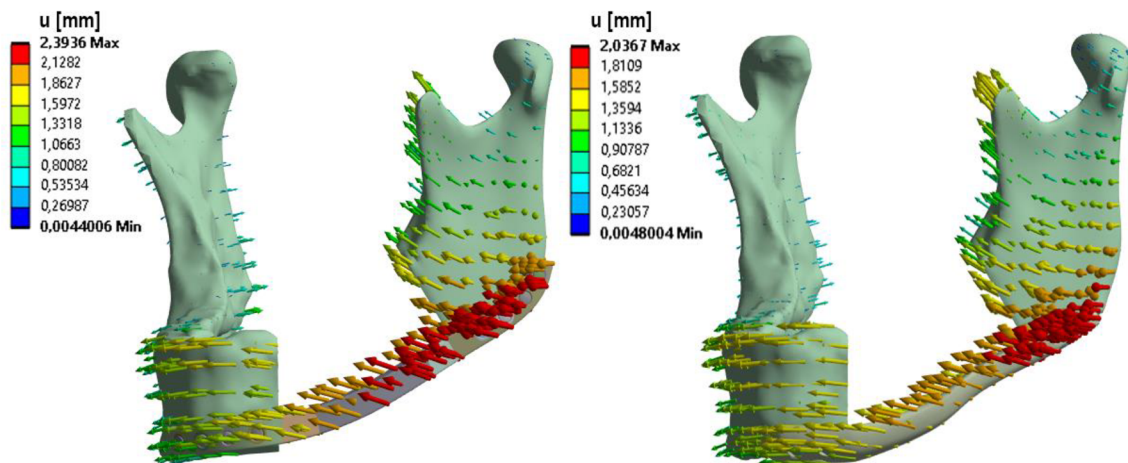 u [mm]
2,3936 Max
2,1282
1,8627
1,5972
1,3318
1,0663
0,80082
0,53534
0,26987
0,0044006 Min
u [mm]
2,0367 Max
1,8109
1,5852
1,3594
1,1336
0,90787
0,6821
0,45634
0,23057
0,0048004 Min